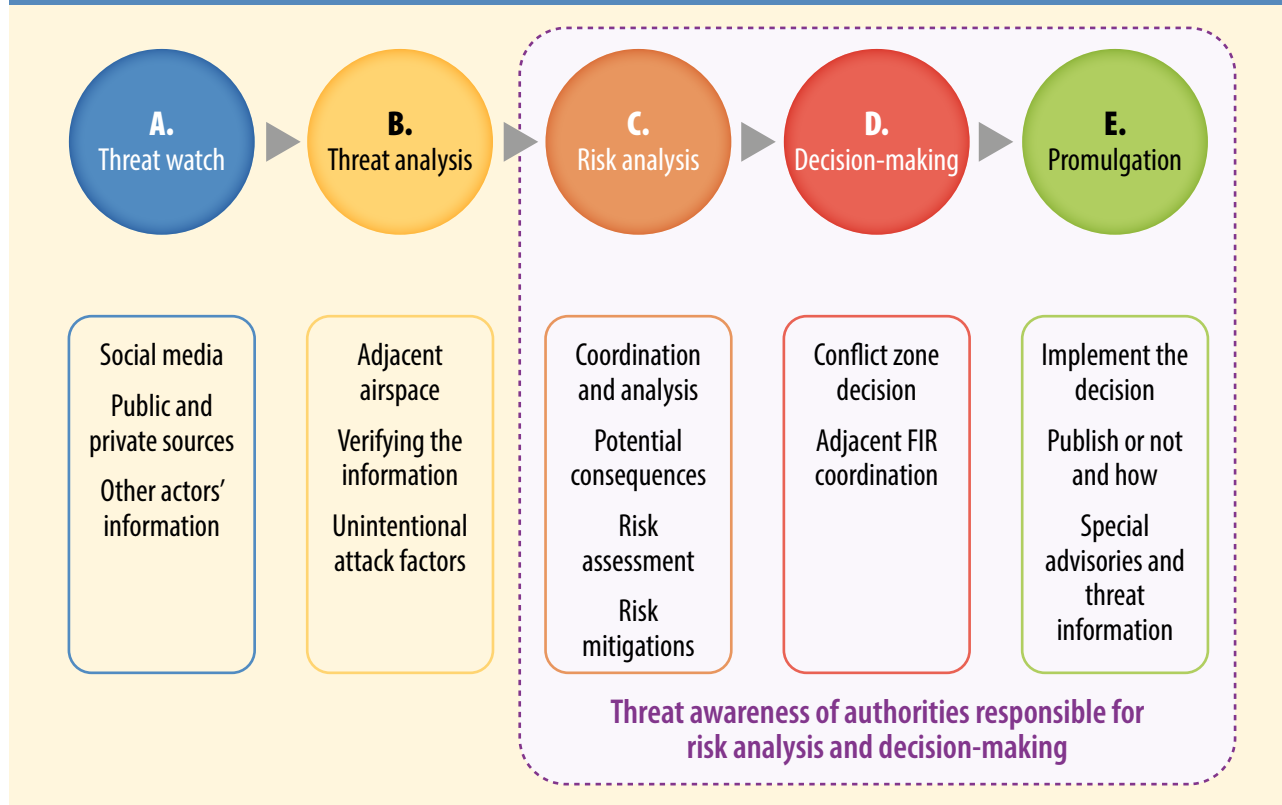 A.
Threat watch
B.
Threat analysis
C.
Risk analysis
D.
Decision-making
E.
Promulgation
Social media
Public and
private sources
Other actors’
information
Adjacent
airspace
Verifying the
information
Unintentional
attack factors
Coordination
and analysis
Potential
consequences
Risk
assessment
Risk
mitigations
Conflict zone
decision
Adjacent FIR
coordination
Implement the
decision
Publish or not
and how
Special
advisories and
threat
information
Threat awareness of authorities responsible for
risk analysis and decision-making